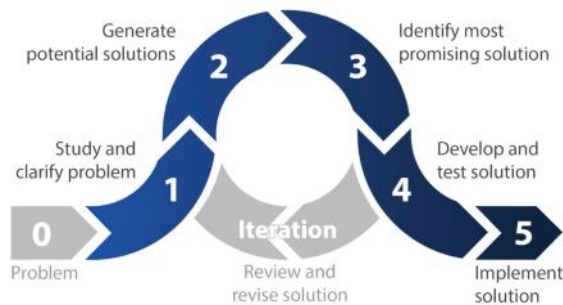 Generate
potential solutions
2
3
Identify most
promising solution
Study and
clarify problem
1
4
Develop and
test solution
0
Problem
Iteration
Review and
revise solution
5
Implement
solution